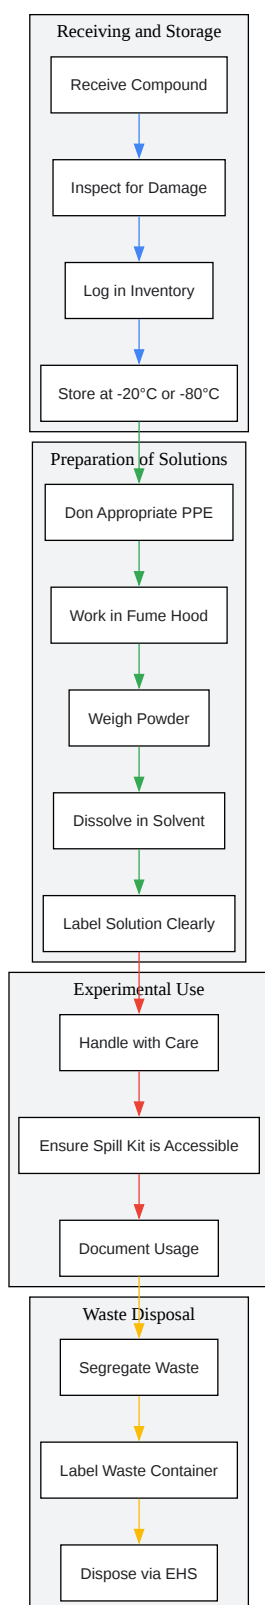 Receiving and Storage
Receive Compound
Inspect for Damage
Log in Inventory
Store at -20°C or -80°C
Preparation of Solutions
Don Appropriate PPE
Work in Fume Hood
Weigh Powder
Dissolve in Solvent
Label Solution Clearly
Experimental Use
Handle with Care
Ensure Spill Kit is Accessible
Document Usage
Waste Disposal
Segregate Waste
Label Waste Container
Dispose via EHS